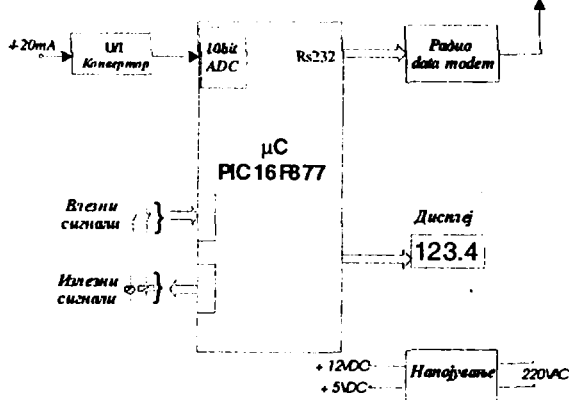 4-20mA
U/I
Конвертор
10bit
ADC
Rs232
Радио
data modem
µC
PIC16F877
Влезни
сигнали
Дисплеј
123.4
Излезни
сигнали
+ 12VDC
+ 5VDC
Напојување
220VAC